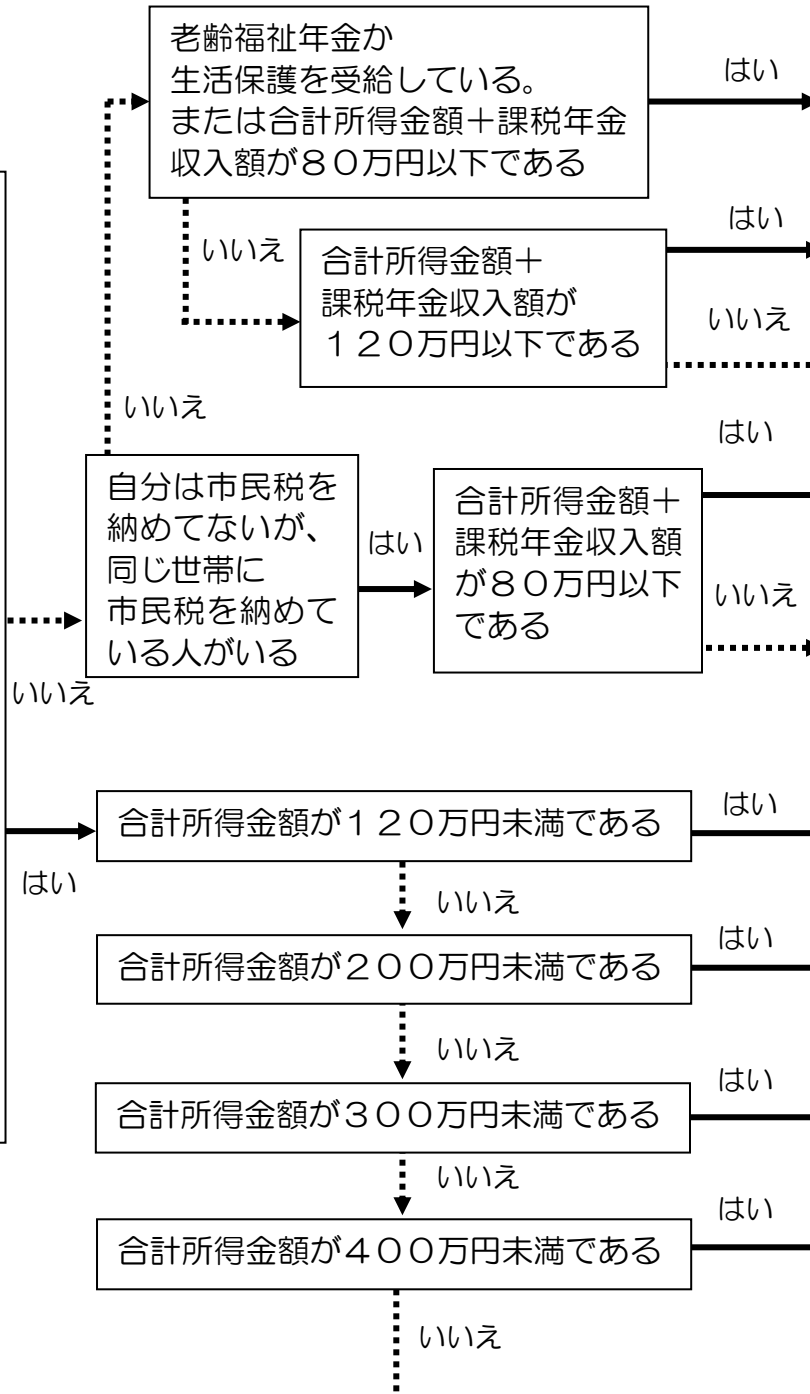 老齢福祉年金か
生活保護を受給している。
または合計所得金額＋課税年金
収入額が８０万円以下である
はい
いいえ
合計所得金額＋
課税年金収入額が
１２０万円以下である
はい
いいえ
いいえ
自分は市民税を
納めてないが、
同じ世帯に
市民税を納めて
いる人がいる
はい
合計所得金額＋
課税年金収入額
が８０万円以下
である
はい
いいえ
いいえ
はい
合計所得金額が１２０万円未満である
はい
いいえ
合計所得金額が２００万円未満である
はい
いいえ
合計所得金額が３００万円未満である
はい
いいえ
合計所得金額が４００万円未満である
はい
いいえ